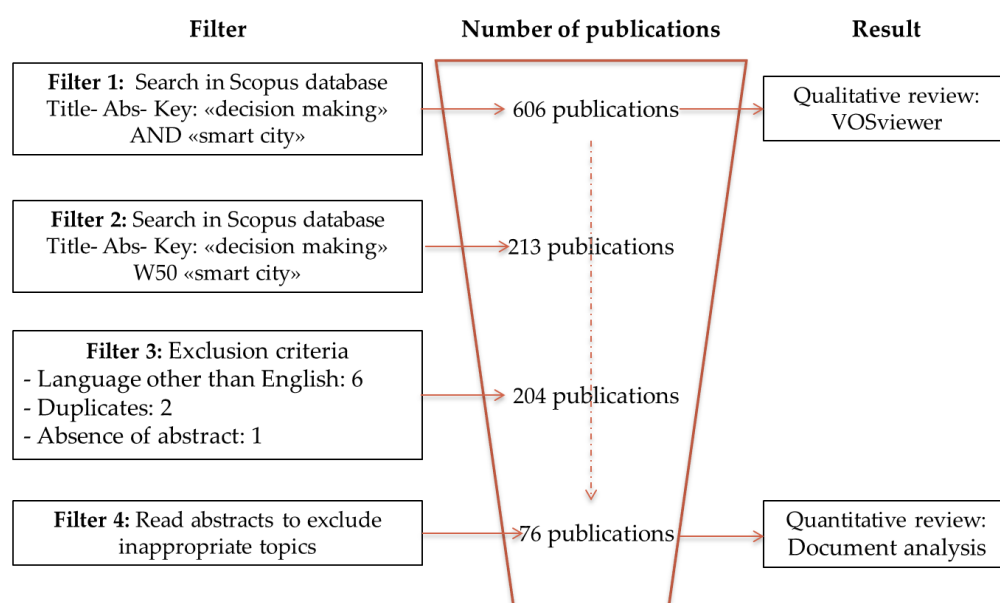 Filter
Number of publications
Result
Filter 1:  Search in Scopus database
Title- Abs- Key: «decision making»
AND «smart city»
606 publications
Qualitative review:
VOSviewer
Filter 2: Search in Scopus database
Title- Abs- Key: «decision making»
W50 «smart city»
213 publications
Filter 3: Exclusion criteria
- Language other than English: 6
- Duplicates: 2
- Absence of abstract: 1
204 publications
Filter 4: Read abstracts to exclude
inappropriate topics
76 publications
Quantitative review:
Document analysis